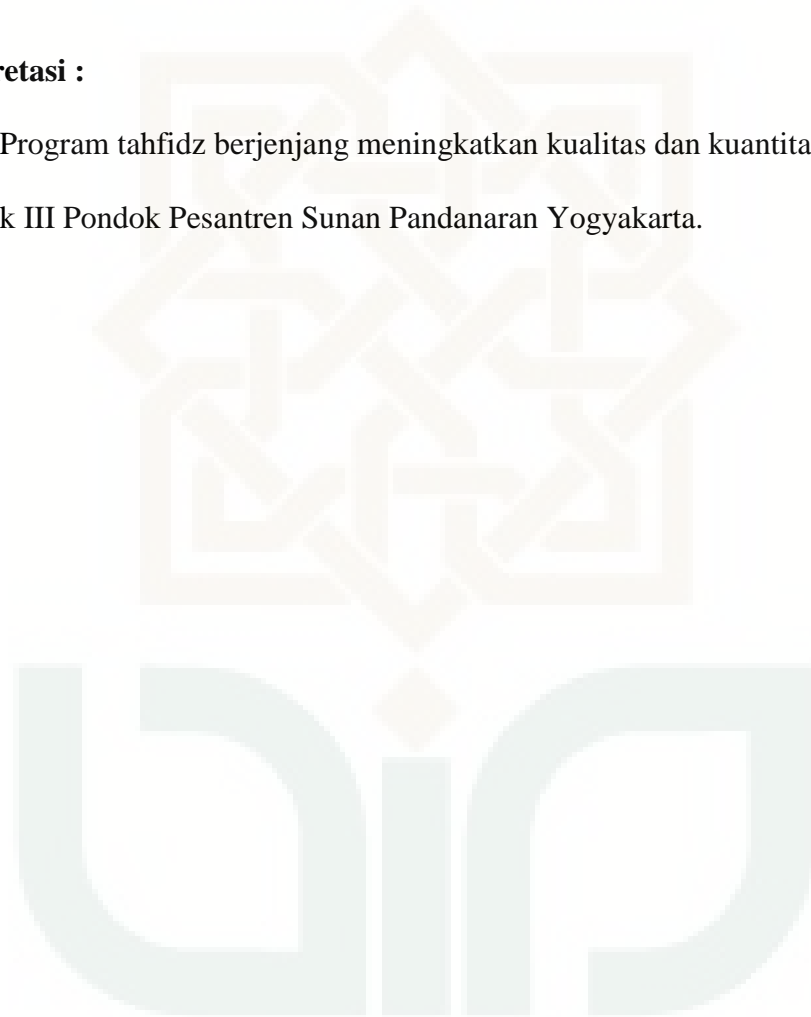 retasi :
Program tahfidz berjenjang meningkatkan kualitas dan kuantita
k III Pondok Pesantren Sunan Pandanaran Yogyakarta.